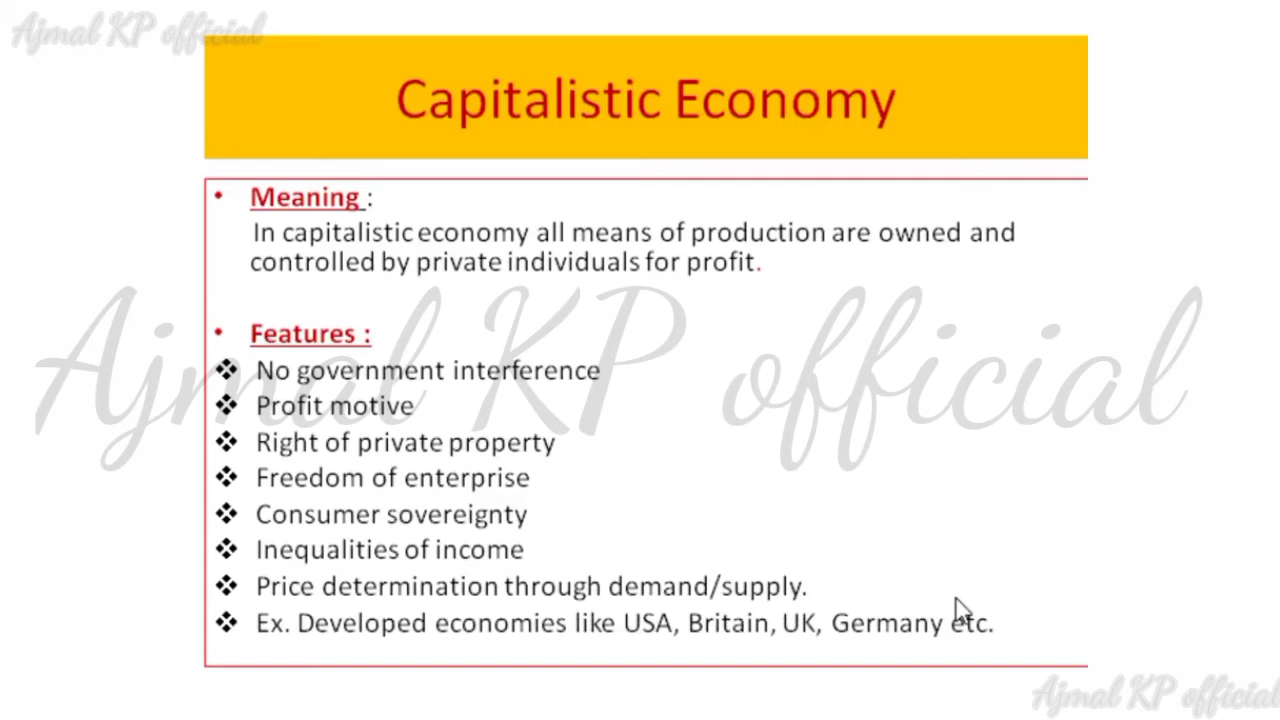 Ajmal KP official
Capitalistic Economy
• Meaning :
In capitalistic economy all means of production are owned and
controlled by private individuals for profit.
• Features :
❖ No government interference
❖ Profit motive
❖ Right of private property
❖ Freedom of enterprise
❖ Consumer sovereignty
❖ Inequalities of income
❖ Price determination through demand/supply.
❖ Ex. Developed economies like USA, Britain, UK, Germany etc.
Ajmal KP official
Ajmal KP official